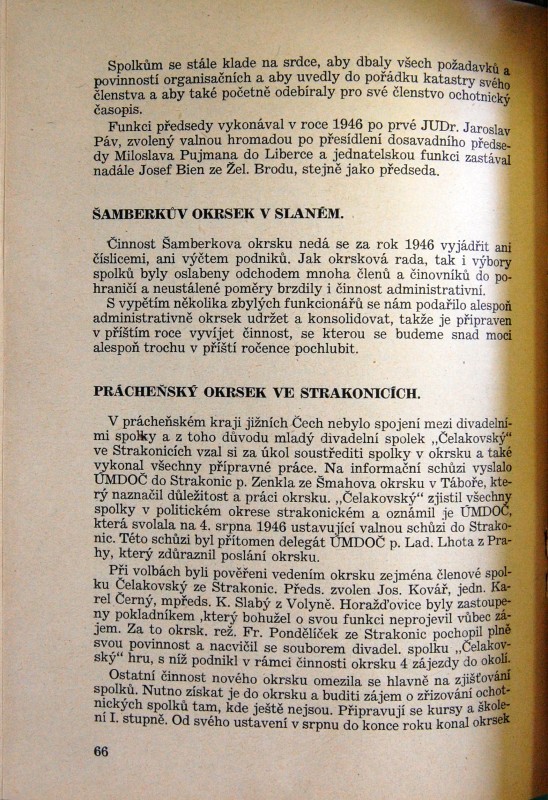 Spolkům se stále klade na srdce, aby dbaly všech požadavků a
povinností organisačních a aby uvedly do pořádku katastry svého
členstva a aby také početně odebíraly pro své členstvo ochotnický
časopis.
Funkci předsedy vykonával v roce 1946 po prvé JUDr. Jaroslav
Páv, zvolený valnou hromadou po přesídlení dosavadního předse-
dy Miloslava Pujmana do Liberce a jednatelskou funkci zastával
nadále Josef Bien ze Žel. Brodu, stejně jako předseda.
ŠAMBERKŮV OKRSEK V SLANÉM.
Činnost Šamberkova okrsku nedá se za rok 1946 vyjádřit ani
číslicemi, ani výčtem podniků. Jak okrsková rada, tak i výbory
spolků byly oslabeny odchodem mnoha členů a činovníků do po-
hraničí a neustálené poměry brzdily i činnost administrativní.
S vypětím několika zbylých funkcionářů se nám podařilo alespoň
administrativně okrsek udržet a konsolidovat, takže je připraven
v příštím roce vyvíjet činnost, se kterou se budeme snad moci
alespoň trochu v příští ročence pochlubit.
PRÁCHEŇSKÝ OKRSEK VE STRAKONICÍCH.
V prácheňském kraji jižních Čech nebylo spojení mezi divadelní-
mi spolky a z toho důvodu mladý divadelní spolek „Čelakovský“
ve Strakonicích vzal si za úkol soustřediti spolky v okrsku a také
vykonal všechny přípravné práce. Na informační schůzi vyslalo
ÚMDOČ do Strakonic p. Zenkla ze Šmahova okrsku v Táboře, kte-
rý naznačil důležitost a práci okrsku. „Čelakovský“ zjistil všechny
spolky v politickém okrese strakonickém a oznámil je ÚMDOČ,
která svolala na 4. srpna 1946 ustavující valnou schůzi do Strako-
nic. Této schůzi byl přítomen delegát ÚMDOČ p. Lad. Lhota z Pra-
hy, který zdůraznil poslání okrsku.
Při volbách byli pověřeni vedením okrsku zejména členové spol-
ku Čelakovský ze Strakonic. Předs. zvolen Jos. Kovář, jedn. Ka-
rel Černý, mpředs. K. Slabý z Volyně. Horažďovice byly zastoupe-
ny pokladníkem ,který bohužel o svou funkci neprojevil vůbec zá-
jem. Za to okrsk. rež. Fr. Pondělíček ze Strakonic pochopil plně
svou povinnost a nacvičil se souborem divadel. spolku „Čelakov-
ský“ hru, s níž podnikl v rámci činnosti okrsku 4 zájezdy do okolí.
Ostatní činnost nového okrsku omezila se hlavně na zjišťování
spolků. Nutno získat je do okrsku a buditi zájem o zřizování ochot-
nických spolků tam, kde ještě nejsou. Připravují se kursy a škole-
ní I. stupně. Od svého ustavení v srpnu do konce roku konal okrsek
66